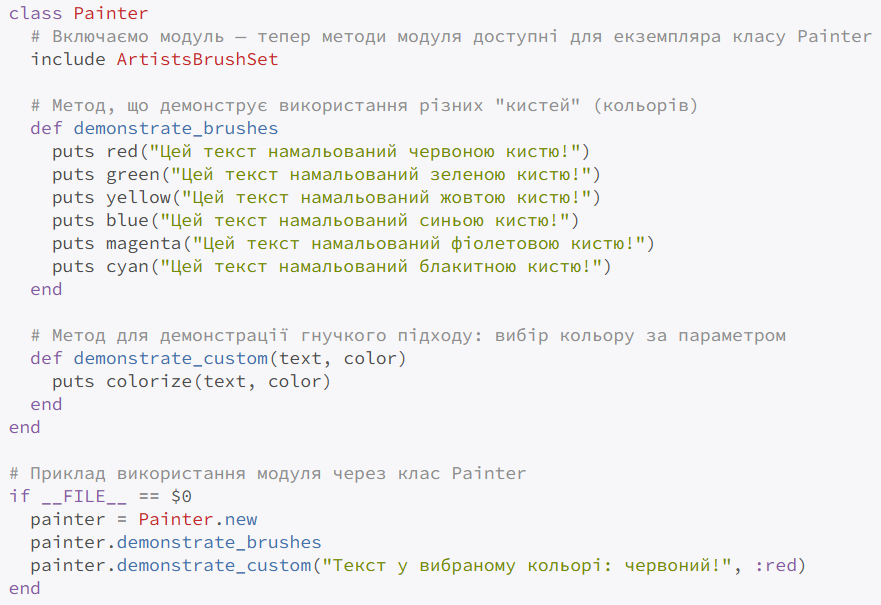 class Painter
  # Включаємо модуль — тепер методи модуля доступні для екземпляра класу Painter
  include ArtistsBrushSet

  # Метод, що демонструє використання різних "кистей" (кольорів)
  def demonstrate_brushes
    puts red("Цей текст намальований червоною кистю!")
    puts green("Цей текст намальований зеленою кистю!")
    puts yellow("Цей текст намальований жовтою кистю!")
    puts blue("Цей текст намальований синьою кистю!")
    puts magenta("Цей текст намальований фіолетовою кистю!")
    puts cyan("Цей текст намальований блакитною кистю!")
  end

  # Метод для демонстрації гнучкого підходу: вибір кольору за параметром
  def demonstrate_custom(text, color)
    puts colorize(text, color)
  end
end

# Приклад використання модуля через клас Painter
if __FILE__ == $0
  painter = Painter.new
  painter.demonstrate_brushes
  painter.demonstrate_custom("Текст у вибраному кольорі: червоний!", :red)
end